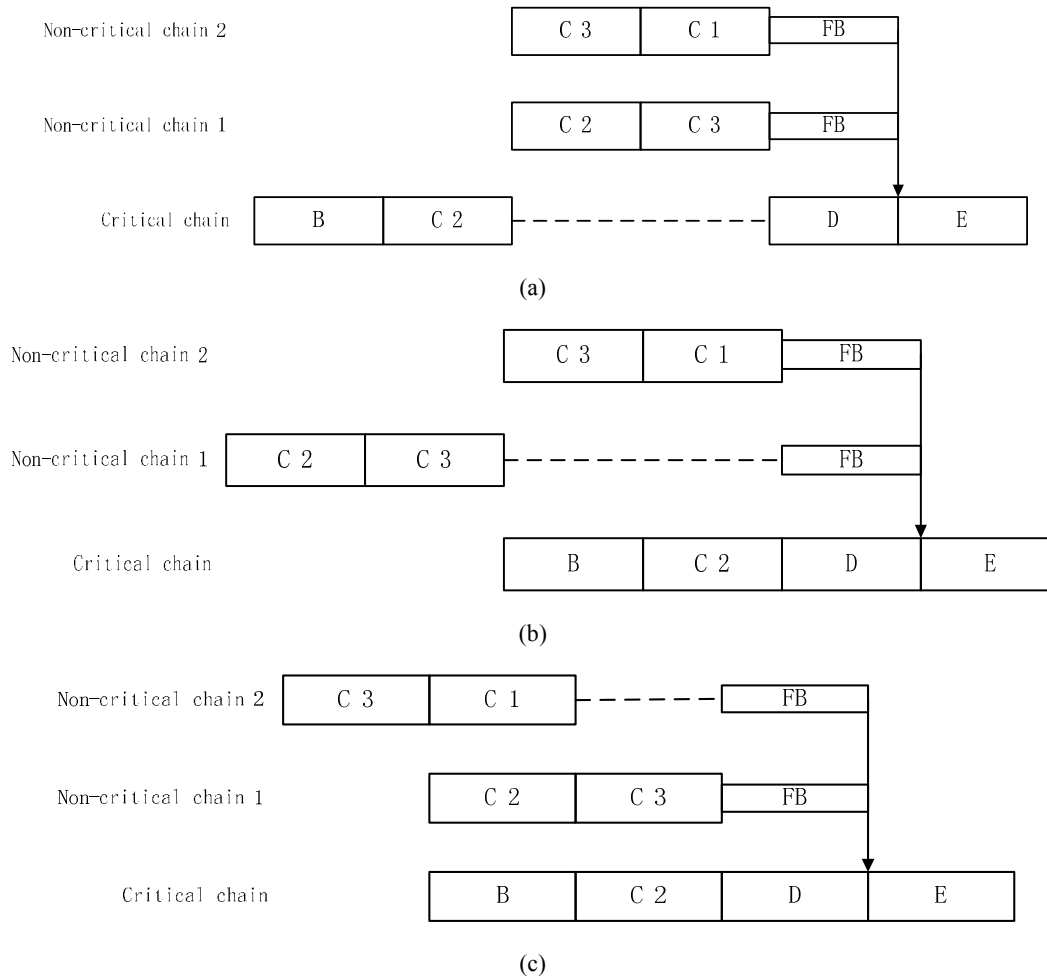 Non-critical chain 2 C 3 C 1 FB
Non-critical chain 1 C 2 C 3 FB
Critical chain B C 2 D E
(a)
Non-critical chain 2 C 3 C 1 FB
Non-critical chain 1 C 2 C 3 FB
Critical chain B C 2 D E
(b)
Non-critical chain 2 C 3 C 1 FB
Non-critical chain 1 C 2 C 3 FB
Critical chain B C 2 D E
(c)